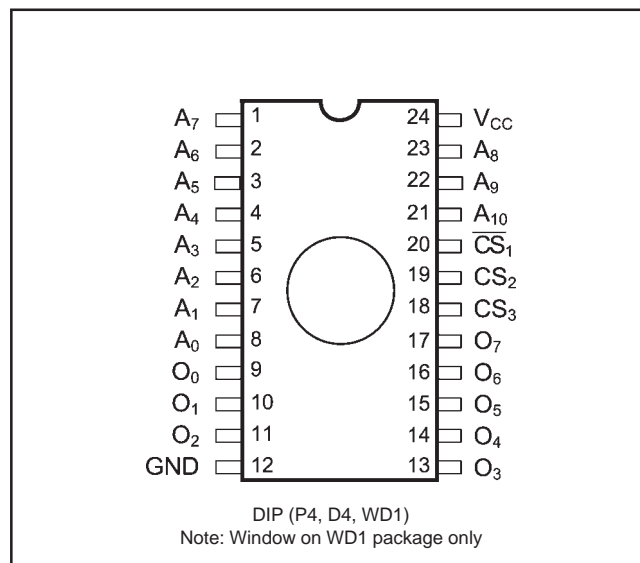 A7 1 24 VCC
A6 2 23 A8
A5 3 22 A9
A4 4 21 A10
A3 5 20 C̅S̅1
A2 6 19 CS2
A1 7 18 CS3
A0 8 17 O7
O0 9 16 O6
O1 10 15 O5
O2 11 14 O4
GND 12 13 O3
DIP (P4, D4, WD1)
Note: Window on WD1 package only